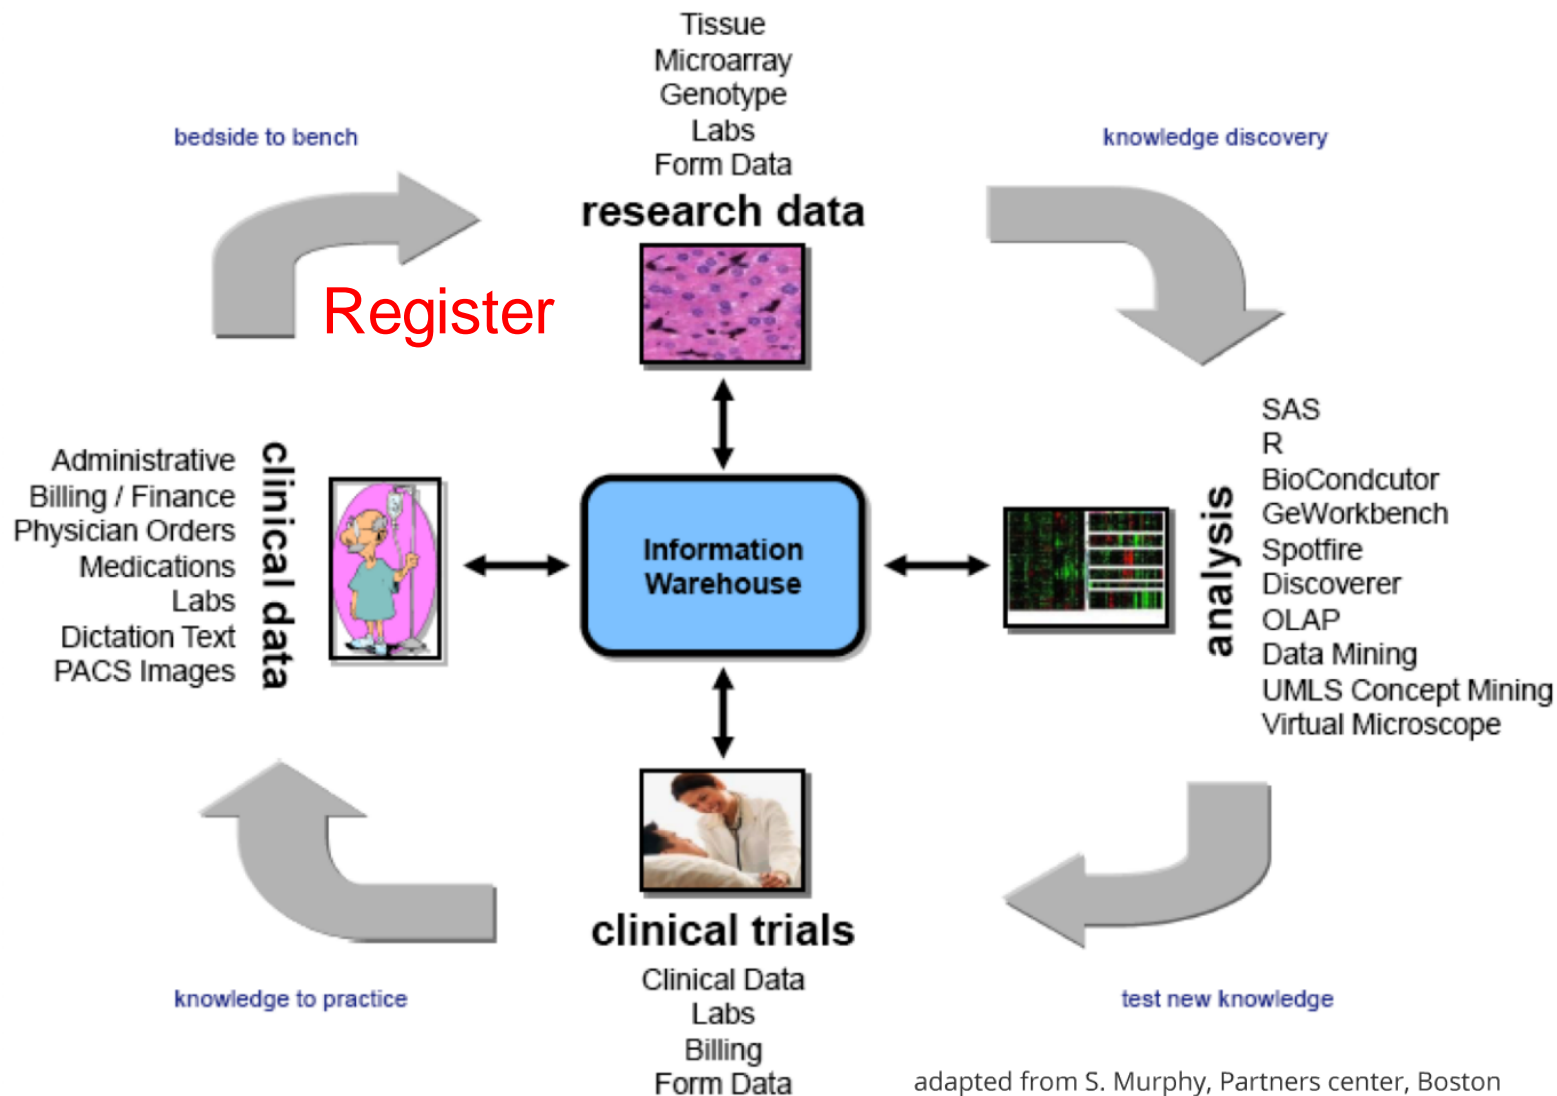 Tissue
Microarray
Genotype
Labs
Form Data
research data
bedside to bench
knowledge discovery
Register
Administrative
Billing / Finance
Physician Orders
Medications
Labs
Dictation Text
PACS Images
clinical data
Information
Warehouse
analysis
SAS
R
BioCondcutor
GeWorkbench
Spotfire
Discoverer
OLAP
Data Mining
UMLS Concept Mining
Virtual Microscope
clinical trials
Clinical Data
Labs
Billing
Form Data
knowledge to practice
test new knowledge
adapted from S. Murphy, Partners center, Boston